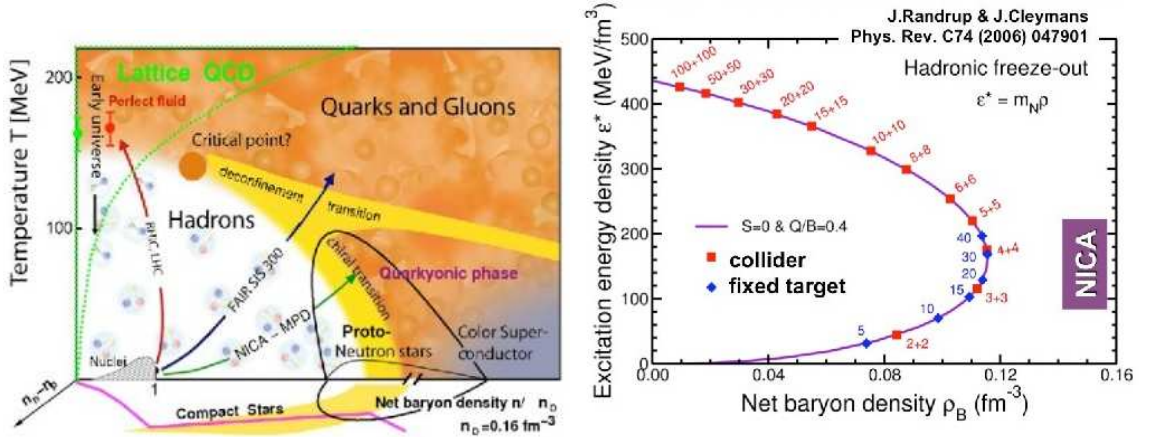 Temperature T [MeV]
200
100
Lattice QCD
Early universe
Perfect fluid
Quarks and Gluons
Critical point?
deconfinement transition
Hadrons
RHIC, LHC
FAIR SIS 300
NICA - MPD
chiral transition
Quarkyonic phase
Proto-
Neutron stars
Color Super-
conductor
Nuclei
1
Compact Stars
Net baryon density n/ n₀
n₀=0.16 fm⁻³
J.Randrup & J.Cleymans
Phys. Rev. C74 (2006) 047901
Hadronic freeze-out
ε* = mNρ
Excitation energy density ε* (MeV/fm³)
500
400
300
200
100
0
100+100
50+50
30+30
20+20
15+15
10+10
8+8
6+6
5+5
40
4+4
30
20
15
3+3
10
5
2+2
S=0 & Q/B=0.4
collider
fixed target
NICA
0.00
0.04
0.08
0.12
0.16
Net baryon density ρB (fm⁻³)